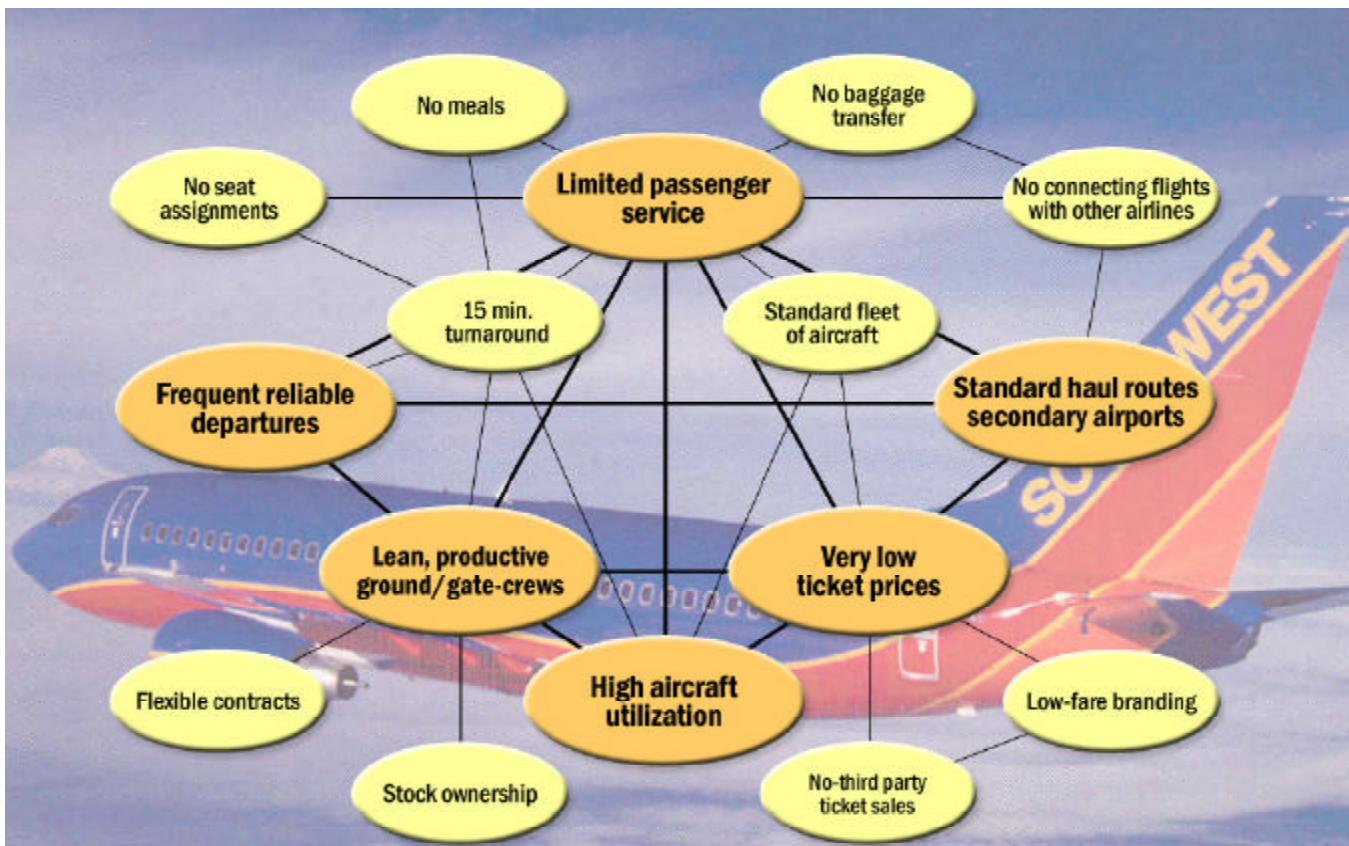 No meals
No baggage
transfer
No seat
assignments
Limited passenger
service
No connecting flights
with other airlines
15 min.
turnaround
Standard fleet
of aircraft
Frequent reliable
departures
Standard haul routes
secondary airports
Lean, productive
ground/gate-crews
Very low
ticket prices
High aircraft
utilization
Flexible contracts
Low-fare branding
Stock ownership
No-third party
ticket sales
WEST